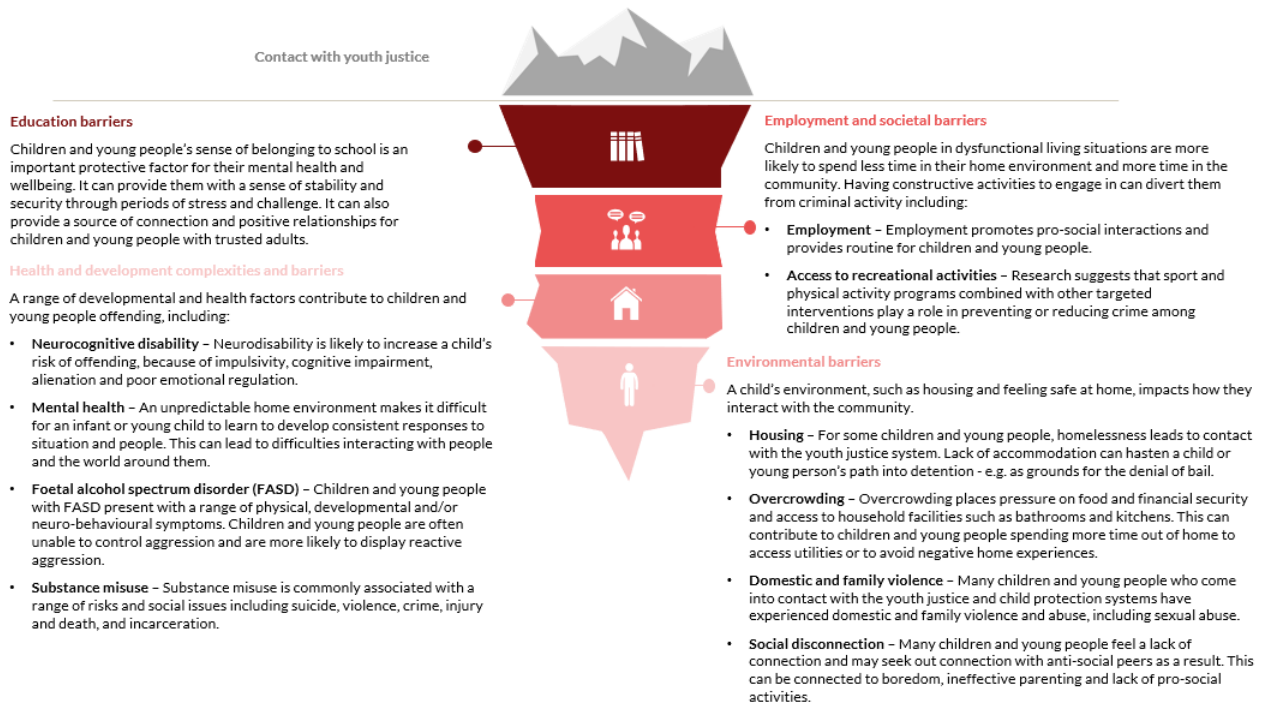 Contact with youth justice
Education barriers
Children and young people's sense of belonging to school is an
important protective factor for their mental health and
wellbeing. It can provide them with a sense of stability and
security through periods of stress and challenge. It can also
provide a source of connection and positive relationships for
children and young people with trusted adults.
Health and development complexities and barriers
A range of developmental and health factors contribute to children and
young people offending, including:
• Neurocognitive disability – Neurodisability is likely to increase a child's
risk of offending, because of impulsivity, cognitive impairment,
alienation and poor emotional regulation.
• Mental health – An unpredictable home environment makes it difficult
for an infant or young child to learn to develop consistent responses to
situation and people. This can lead to difficulties interacting with people
and the world around them.
• Foetal alcohol spectrum disorder (FASD) – Children and young people
with FASD present with a range of physical, developmental and/or
neuro-behavioural symptoms. Children and young people are often
unable to control aggression and are more likely to display reactive
aggression.
• Substance misuse – Substance misuse is commonly associated with a
range of risks and social issues including suicide, violence, crime, injury
and death, and incarceration.
Employment and societal barriers
Children and young people in dysfunctional living situations are more
likely to spend less time in their home environment and more time in the
community. Having constructive activities to engage in can divert them
from criminal activity including:
• Employment – Employment promotes pro-social interactions and
provides routine for children and young people.
• Access to recreational activities – Research suggests that sport and
physical activity programs combined with other targeted
interventions play a role in preventing or reducing crime among
children and young people.
Environmental barriers
A child's environment, such as housing and feeling safe at home, impacts how they
interact with the community.
• Housing – For some children and young people, homelessness leads to contact
with the youth justice system. Lack of accommodation can hasten a child or
young person's path into detention - e.g. as grounds for the denial of bail.
• Overcrowding – Overcrowding places pressure on food and financial security
and access to household facilities such as bathrooms and kitchens. This can
contribute to children and young people spending more time out of home to
access utilities or to avoid negative home experiences.
• Domestic and family violence – Many children and young people who come
into contact with the youth justice and child protection systems have
experienced domestic and family violence and abuse, including sexual abuse.
• Social disconnection – Many children and young people feel a lack of
connection and may seek out connection with anti-social peers as a result. This
can be connected to boredom, ineffective parenting and lack of pro-social
activities.